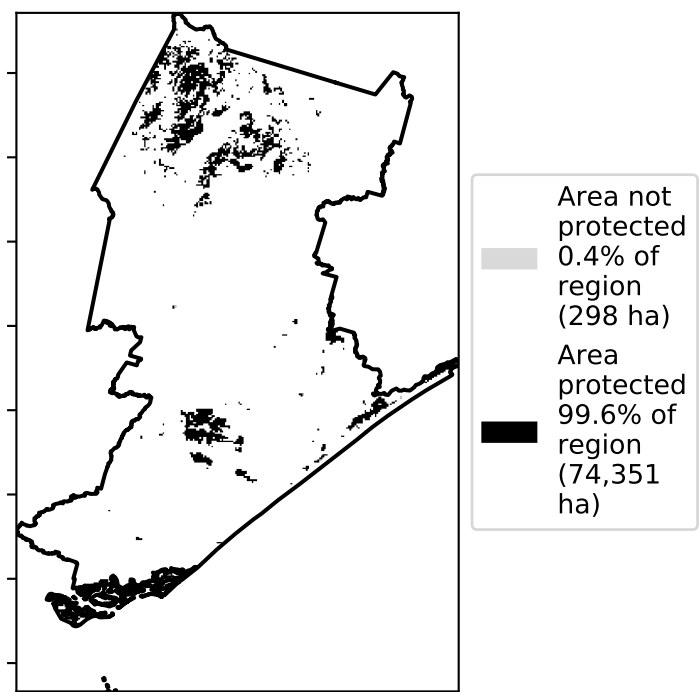 Area not
protected
0.4% of
region
(298 ha)
Area
protected
99.6% of
region
(74,351
ha)